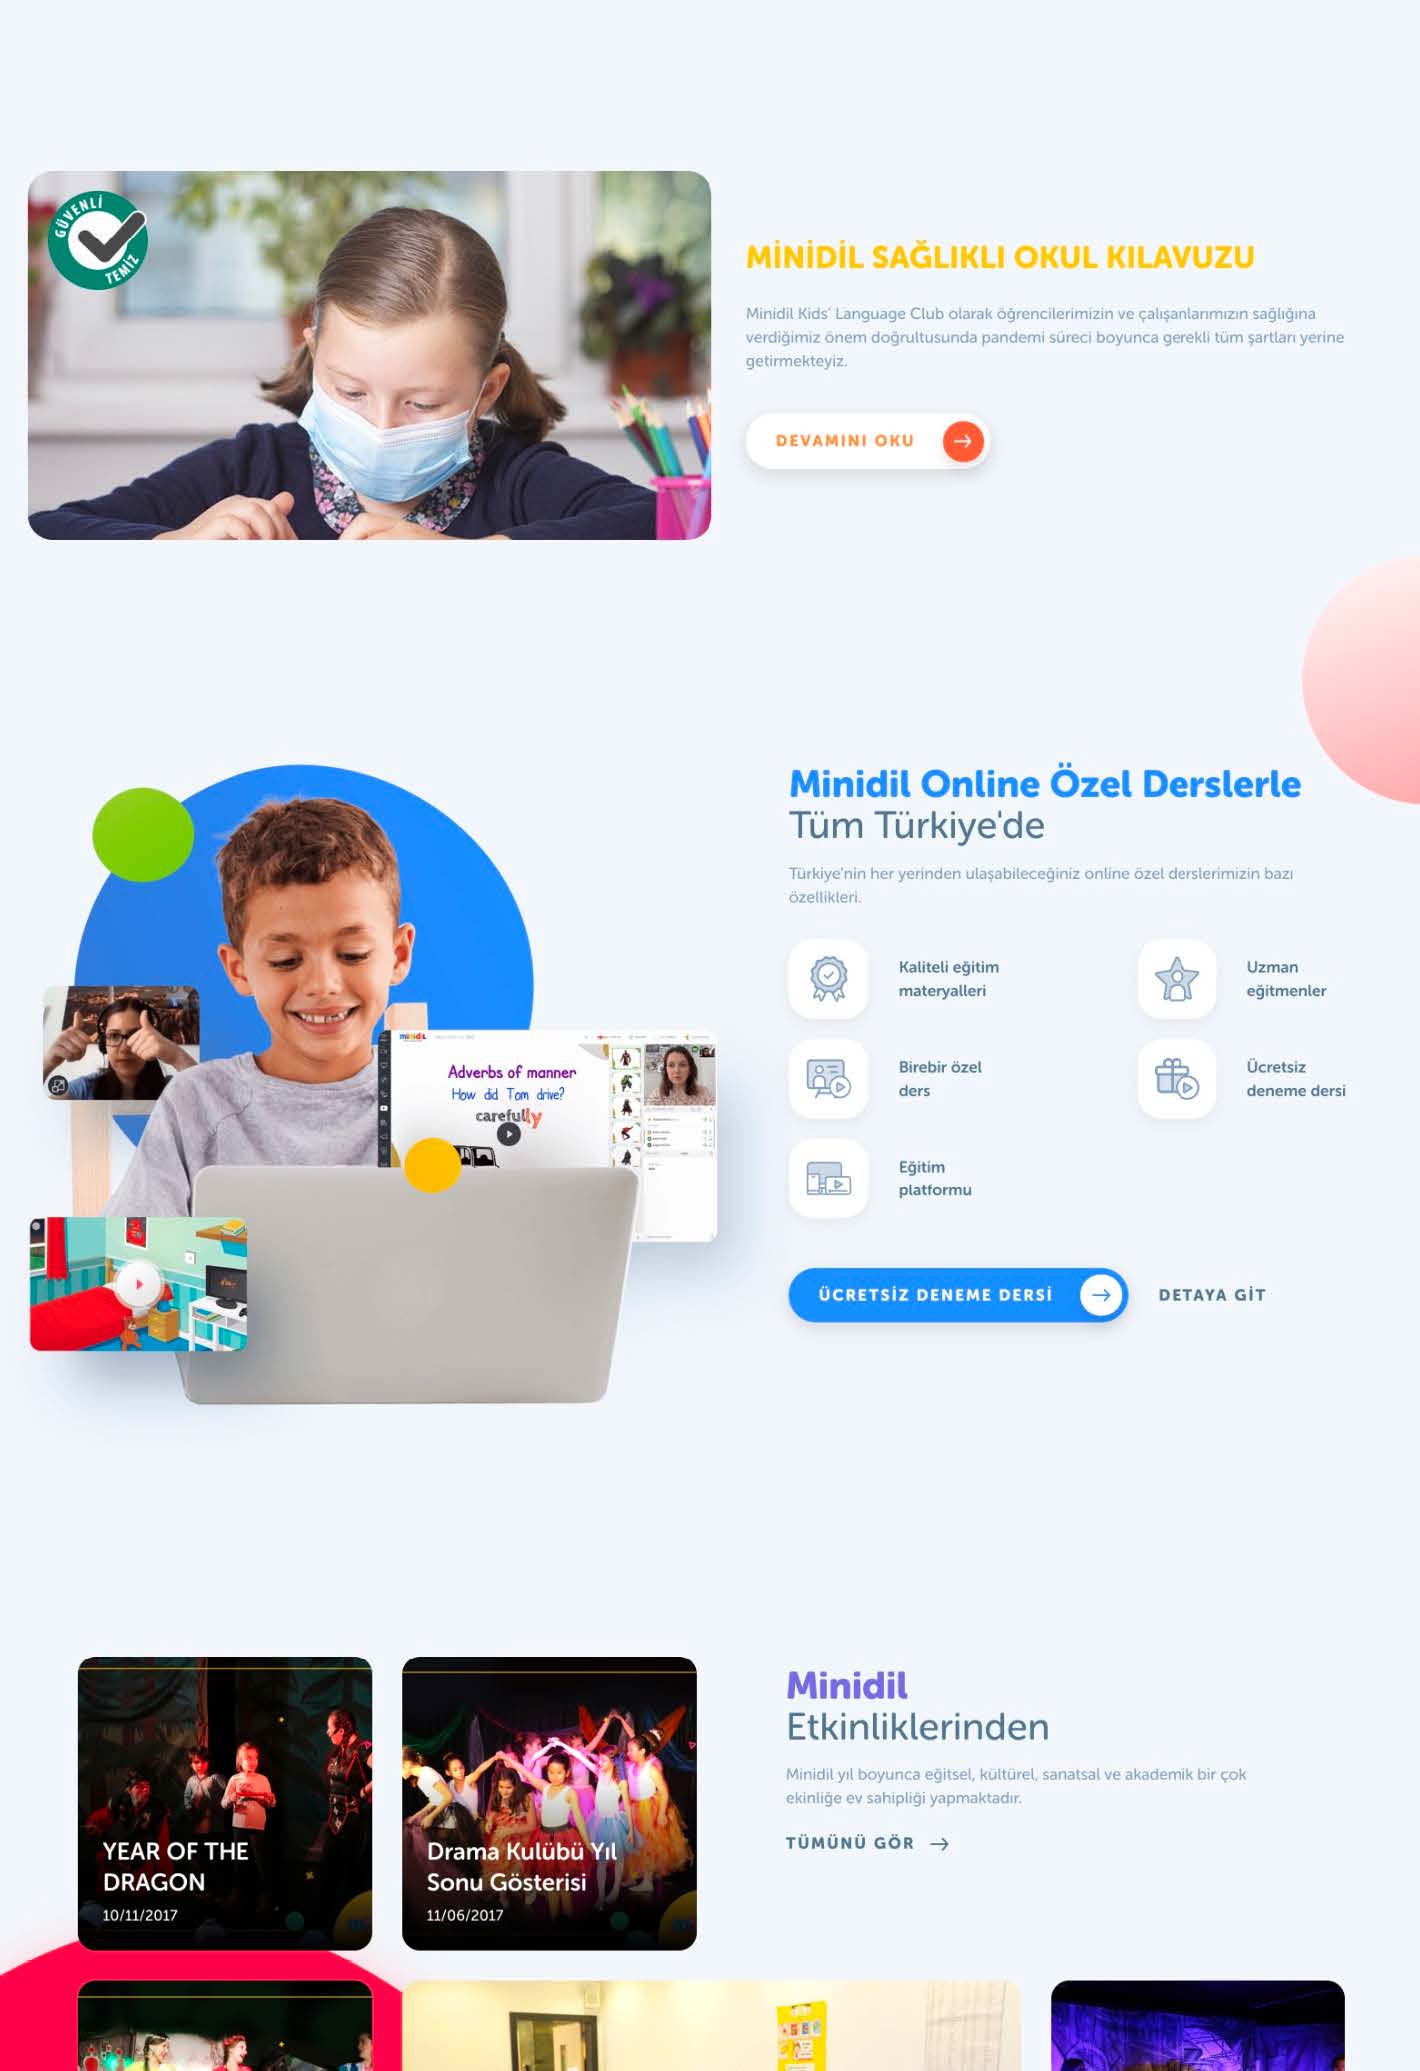 GÜVENLİ
TEMİZ
MİNİDİL SAĞLIKLI OKUL KILAVUZU
Minidil Kids' Language Club olarak öğrencilerimizin ve çalışanlarımızın sağlığına
verdiğimiz önem doğrultusunda pandemi süreci boyunca gerekli tüm şartları yerine
getirmekteyiz.
DEVAMINI OKU
Minidil Online Özel Derslerle
Tüm Türkiye'de
Türkiye'nin her yerinden ulaşabileceğiniz online özel derslerimizin bazı
özellikleri.
Kaliteli eğitim
materyalleri
Uzman
eğitmenler
Birebir özel
ders
Ücretsiz
deneme dersi
Eğitim
platformu
ÜCRETSİZ DENEME DERSİ
DETAYA GİT
minidil
Adverbs of manner
How did Tom drive?
carefully
YEAR OF THE
DRAGON
10/11/2017
Drama Kulübü Yıl
Sonu Gösterisi
11/06/2017
Minidil
Etkinliklerinden
Minidil yıl boyunca eğitsel, kültürel, sanatsal ve akademik bir çok
ekinliğe ev sahipliği yapmaktadır.
TÜMÜNÜ GÖR